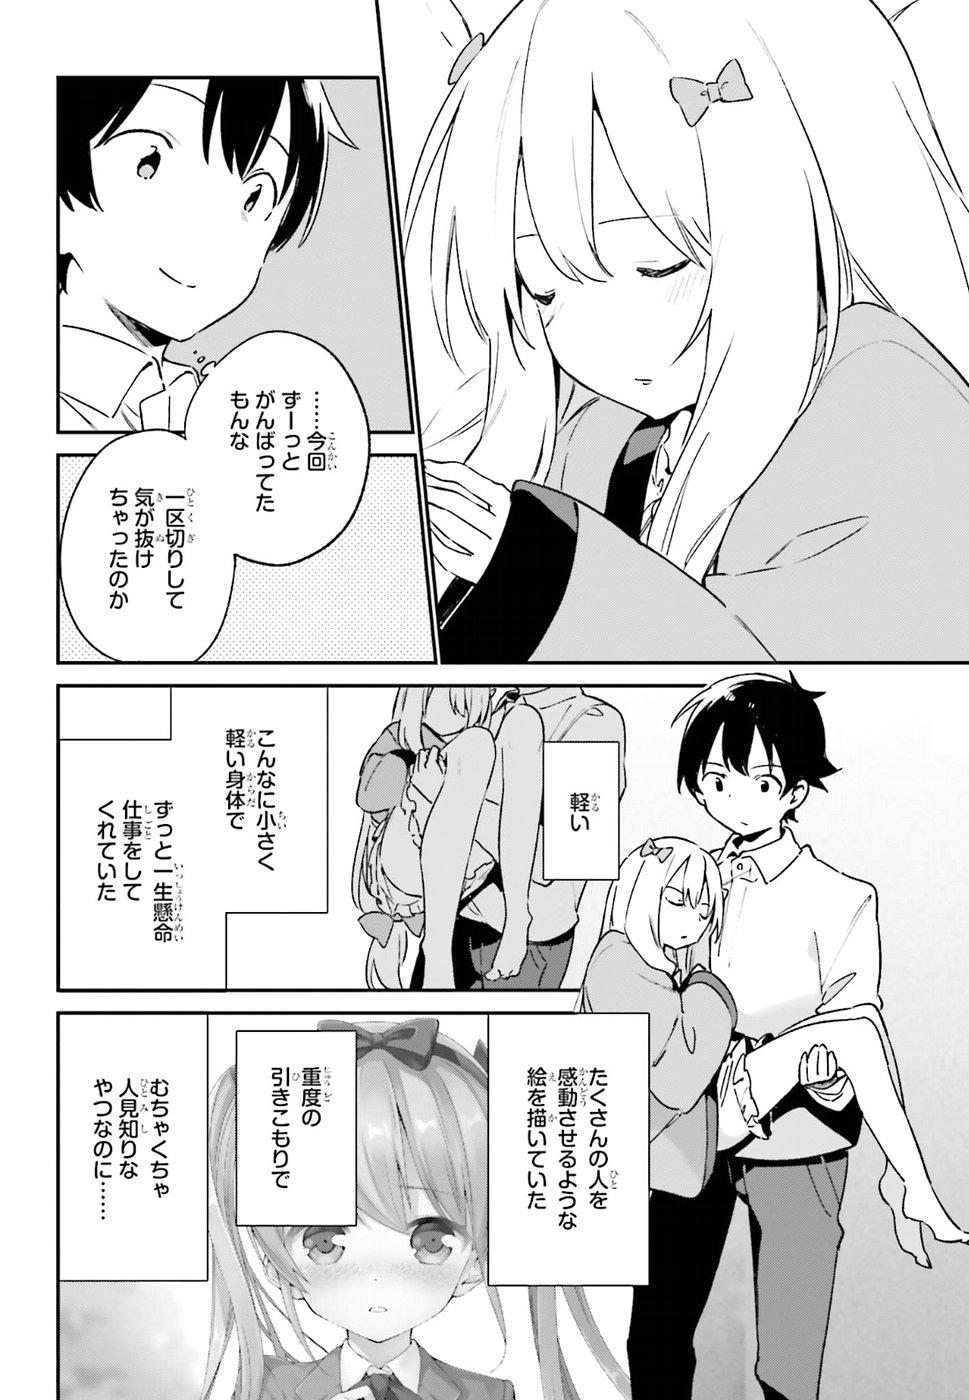 ……今回
ずーっと
がんばってた
もんな
一区切りして
気が抜け
ちゃったのか
軽い
こんなに小さく
軽い身体で
ずっと一生懸命
仕事をして
くれていた
たくさんの人を
感動させるような
絵を描いていた
重度の
引きこもりで
むちゃくちゃ
人見知りな
やつなのに……